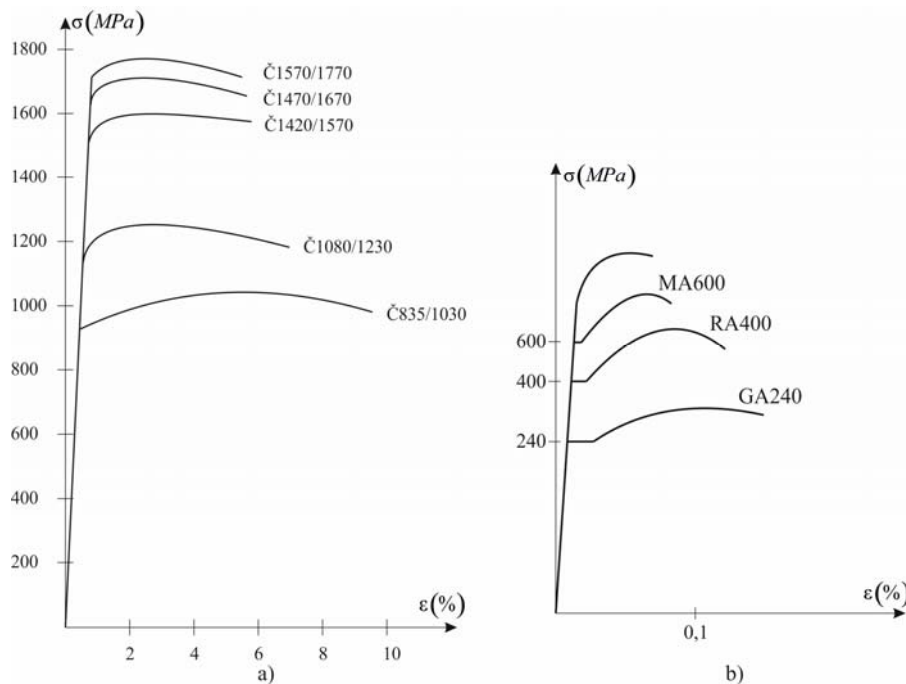 σ(MPa)
1800
1600
1400
1200
1000
800
600
400
200
Č1570/1770
Č1470/1670
Č1420/1570
Č1080/1230
Č835/1030
ε(%)
2 4 6 8 10
a)
σ(MPa)
MA600
RA400
GA240
600
400
240
ε(%)
0,1
b)